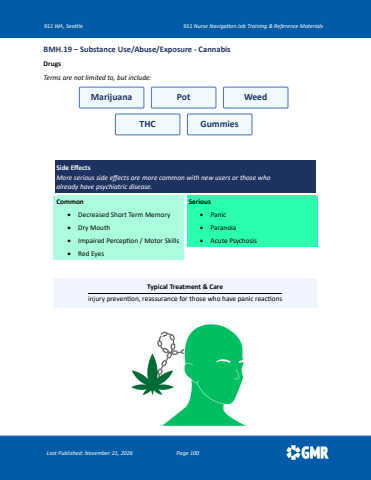 911 WA, Seattle
911 Nurse Navigation Job Training & Reference Materials
BMH.19 – Substance Use/Abuse/Exposure - Cannabis
Drugs
Terms are not limited to, but include:
Marijuana
Pot
Weed
THC
Gummies
Side Effects
More serious side effects are more common with new users or those who
already have psychiatric disease.
Common
• Decreased Short Term Memory
• Dry Mouth
• Impaired Perception / Motor Skills
• Red Eyes
Serious
• Panic
• Paranoia
• Acute Psychosis
Typical Treatment & Care
injury prevention, reassurance for those who have panic reactions
Last Published: November 21, 2026
Page 100
GMR